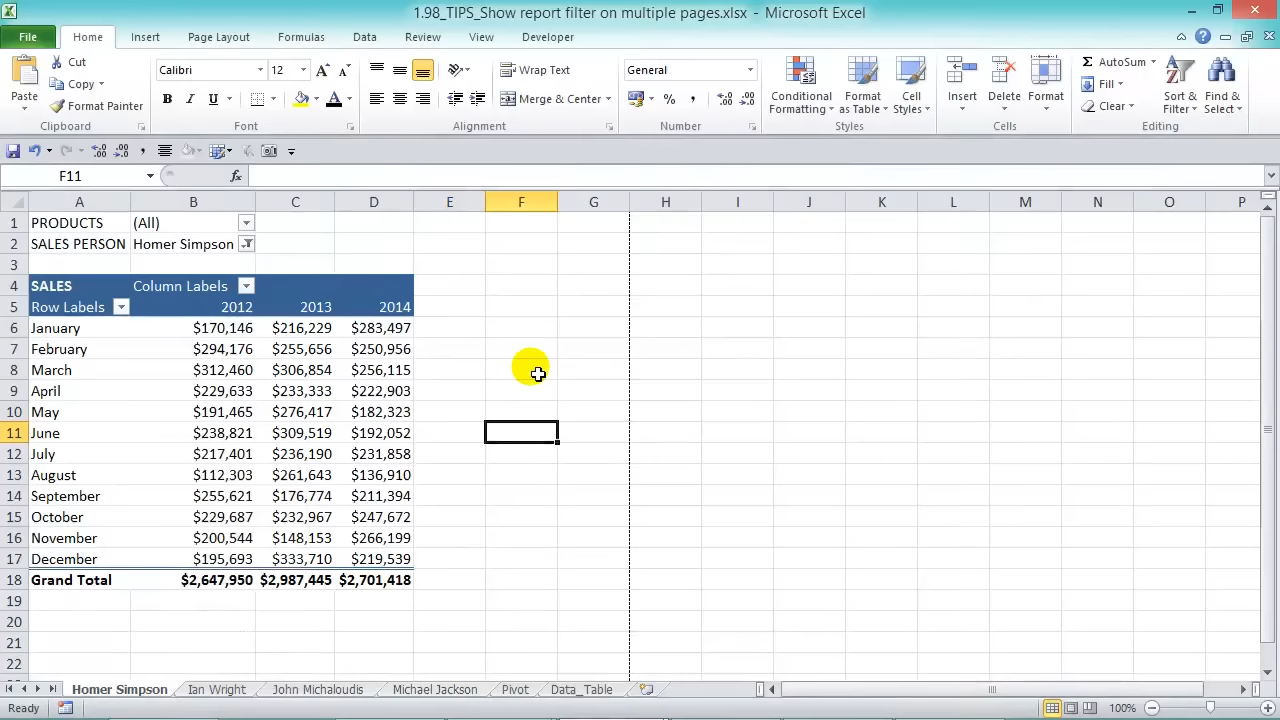 1.98_TIPS_Show report filter on multiple pages.xlsx - Microsoft Excel
File Home Insert Page Layout Formulas Data Review View Developer
Paste Cut Copy Format Painter Clipboard
Calibri 12 A A B I U A Font
Wrap Text Merge & Center Alignment
General % , .0 .00 .00 .0 Number
Conditional Formatting Format as Table Cell Styles Styles
Insert Delete Format Cells
Σ AutoSum Fill Clear Sort & Filter Find & Select Editing
F11 fx
A B C D E F G H I J K L M N O P
1 PRODUCTS (All)
2 SALES PERSON Homer Simpson
3
4 SALES Column Labels
5 Row Labels 2012 2013 2014
6 January $170,146 $216,229 $283,497
7 February $294,176 $255,656 $250,956
8 March $312,460 $306,854 $256,115
9 April $229,633 $233,333 $222,903
10 May $191,465 $276,417 $182,323
11 June $238,821 $309,519 $192,052
12 July $217,401 $236,190 $231,858
13 August $112,303 $261,643 $136,910
14 September $255,621 $176,774 $211,394
15 October $229,687 $232,967 $247,672
16 November $200,544 $148,153 $266,199
17 December $195,693 $333,710 $219,539
18 Grand Total $2,647,950 $2,987,445 $2,701,418
19
20
21
22
Homer Simpson Ian Wright John Michaloudis Michael Jackson Pivot Data_Table
Ready 100%